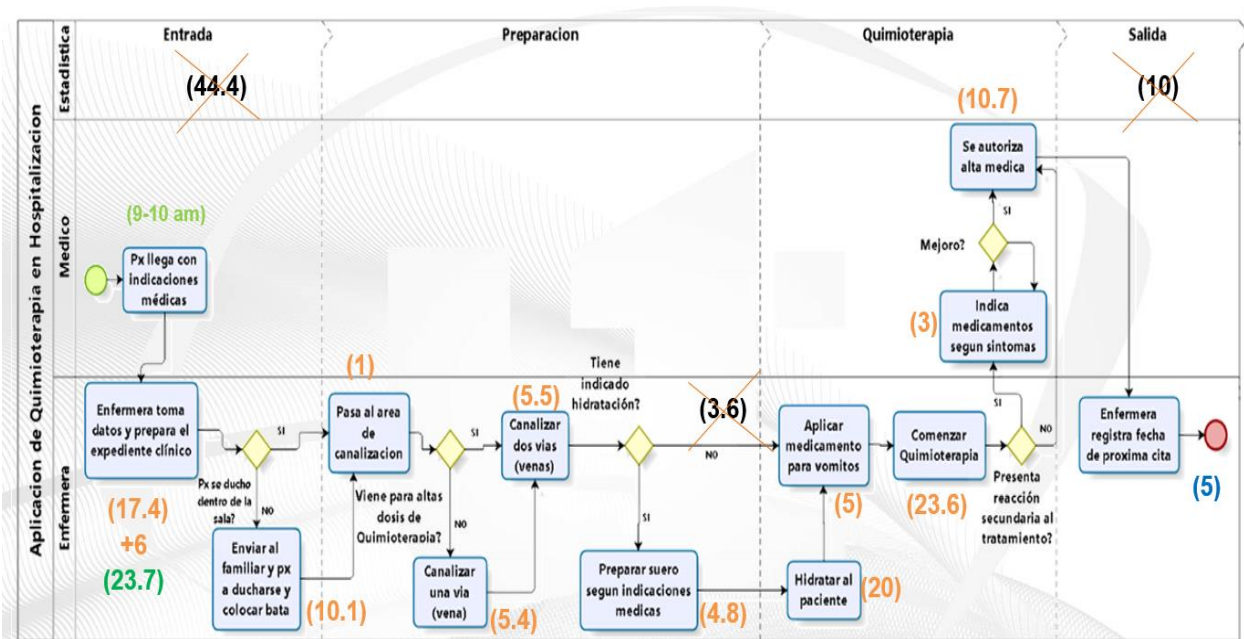 Aplicacion de Quimioterapia en Hospitalizacion
Entrada
Preparacion
Quimioterapia
Salida
Estadistica
(44.4)
(10)
Medico
(9-10 am)
Px llega con
indicaciones
médicas
(10.7)
Se autoriza
alta medica
SI
Mejoro?
(3)
Indica
medicamentos
segun sintomas
Enfermera
Enfermera toma
datos y prepara el
expediente clínico
(17.4)
+6
(23.7)
SI
Px se ducho
dentro de la
sala?
NO
Enviar al
familiar y px
a ducharse y
colocar bata
(10.1)
(1)
Pasa al area
de
canalizacion
SI
Viene para altas
dosis de
Quimioterapia?
NO
Canalizar
una via
(vena)
(5.4)
(5.5)
Canalizar
dos vias
(venas)
Tiene
indicado
hidratación?
(3.6)
NO
SI
Preparar suero
segun indicaciones
medicas
(4.8)
Hidratar al
paciente
(20)
Aplicar
medicamento
para vomitos
(5)
Comenzar
Quimioterapia
(23.6)
SI
NO
Presenta
reacción
secundaria al
tratamiento?
Enfermera
registra fecha
de proxima cita
(5)